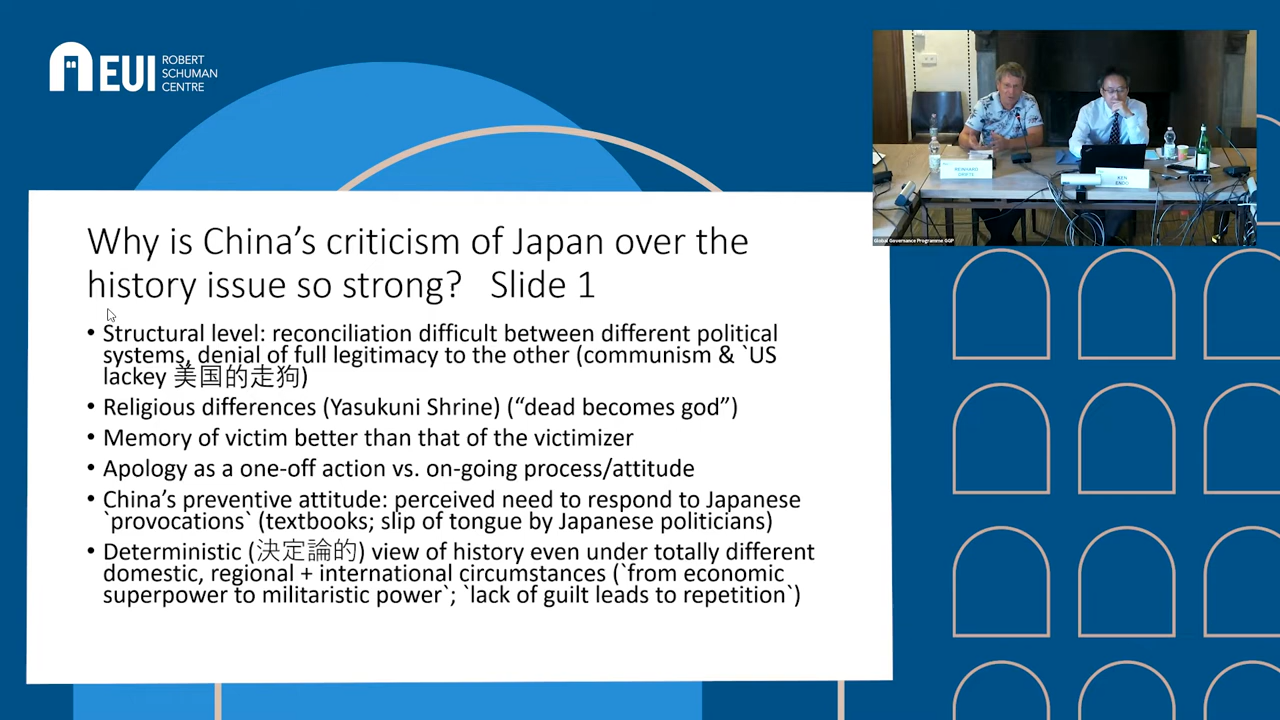 EUI
ROBERT
SCHUMAN
CENTRE
Why is China’s criticism of Japan over the
history issue so strong? Slide 1
• Structural level: reconciliation difficult between different political
systems, denial of full legitimacy to the other (communism & `US
lackey 美国的走狗)
• Religious differences (Yasukuni Shrine) (“dead becomes god”)
• Memory of victim better than that of the victimizer
• Apology as a one-off action vs. on-going process/attitude
• China’s preventive attitude: perceived need to respond to Japanese
`provocations` (textbooks; slip of tongue by Japanese politicians)
• Deterministic (決定論的) view of history even under totally different
domestic, regional + international circumstances (`from economic
superpower to militaristic power`; `lack of guilt leads to repetition`)
REINHARD
DRIFTE
KEN
ENDO
Global Governance Programme GGP